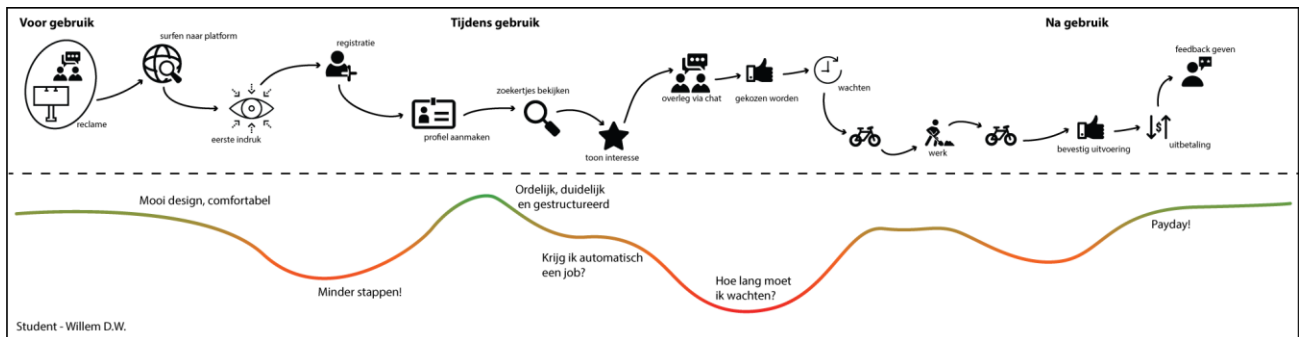 Voor gebruik
Tijdens gebruik
Na gebruik
reclame
surfen naar platform
eerste indruk
registratie
profiel aanmaken
zoekertjes bekijken
toon interesse
overleg via chat
gekozen worden
wachten
werk
bevestig uitvoering
$
uitbetaling
feedback geven
Mooi design, comfortabel
Minder stappen!
Ordelijk, duidelijk
en gestructureerd
Krijg ik automatisch
een job?
Hoe lang moet
ik wachten?
Payday!
Student - Willem D.W.